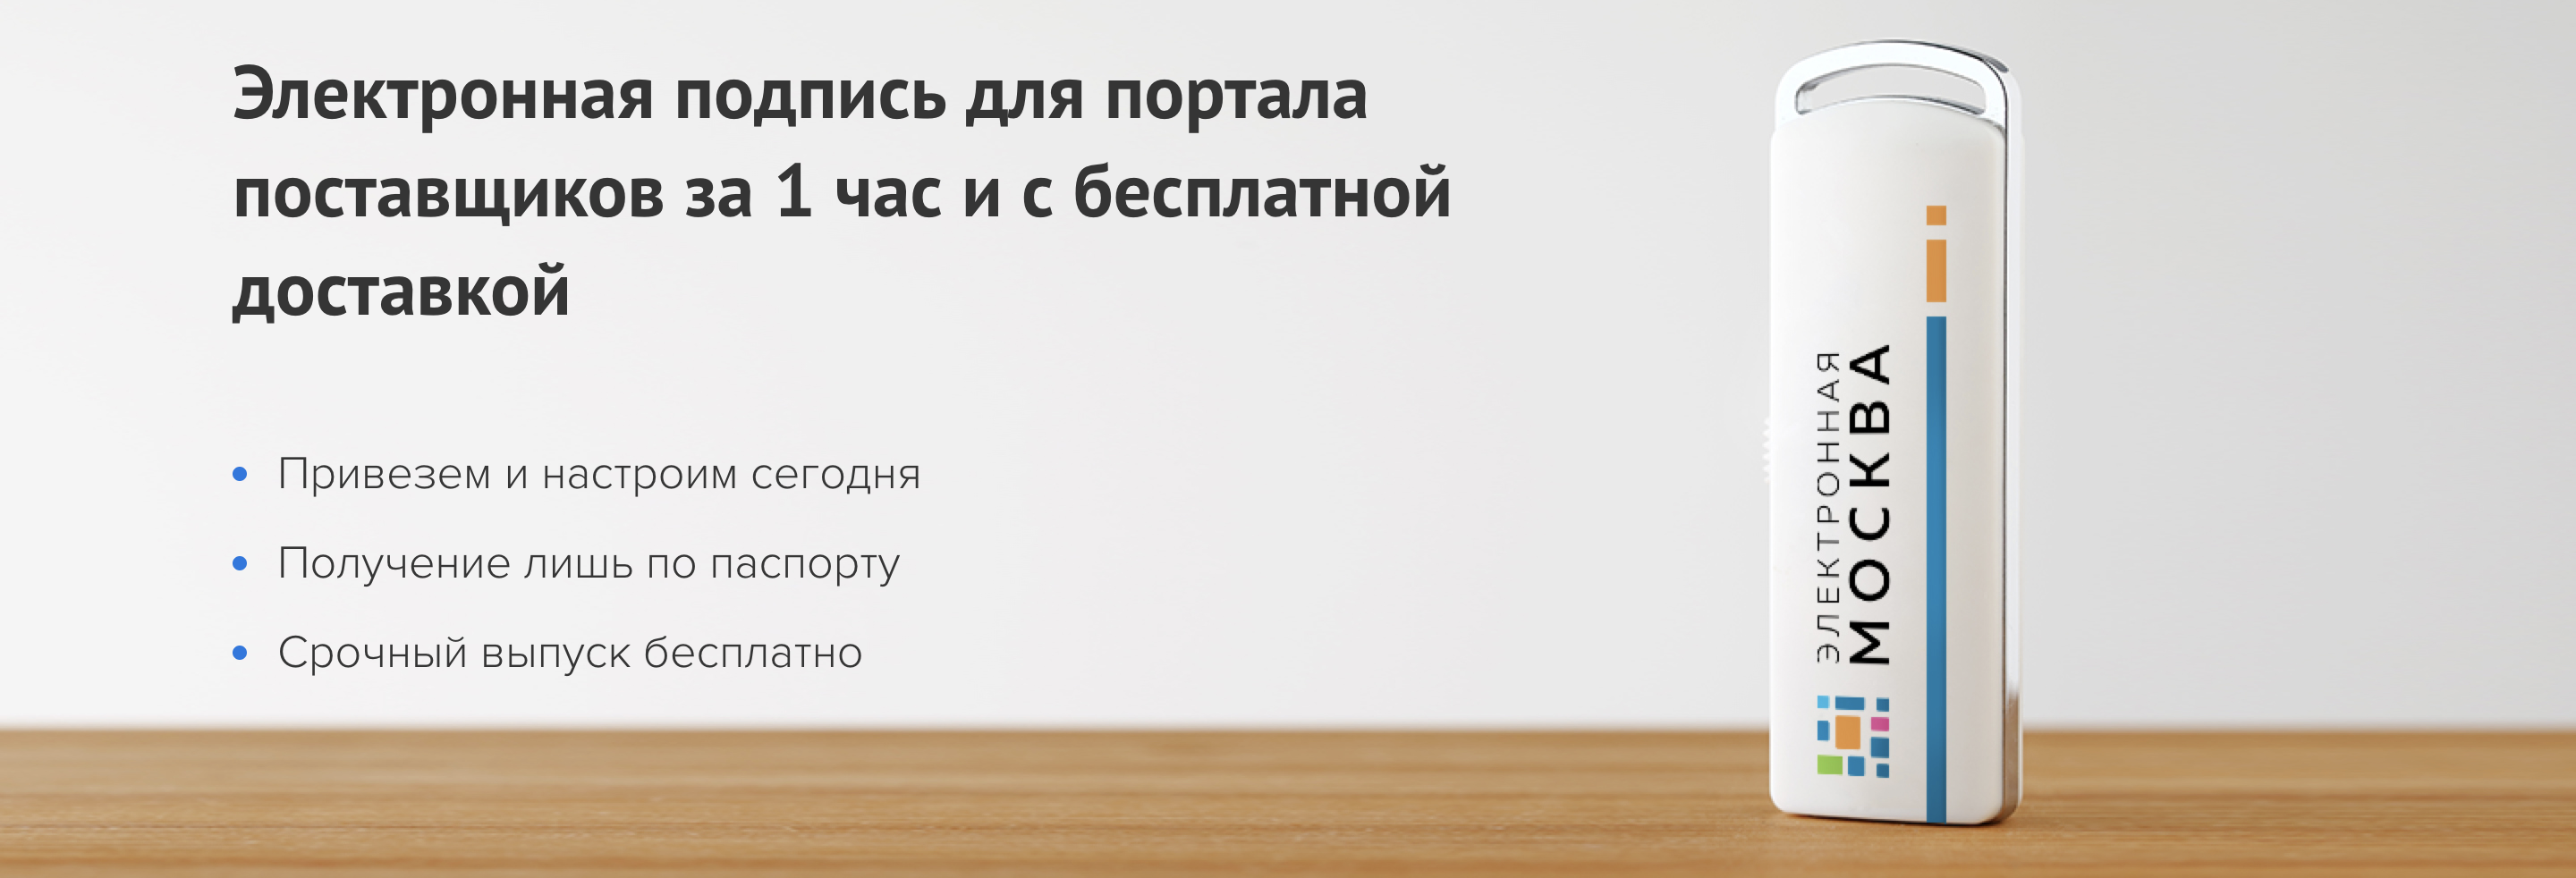 Электронная подпись для портала
поставщиков за 1 час и с бесплатной
доставкой
Привезем и настроим сегодня
Получение лишь по паспорту
Срочный выпуск бесплатно
ЭЛЕКТРОННАЯ
МОСКВА